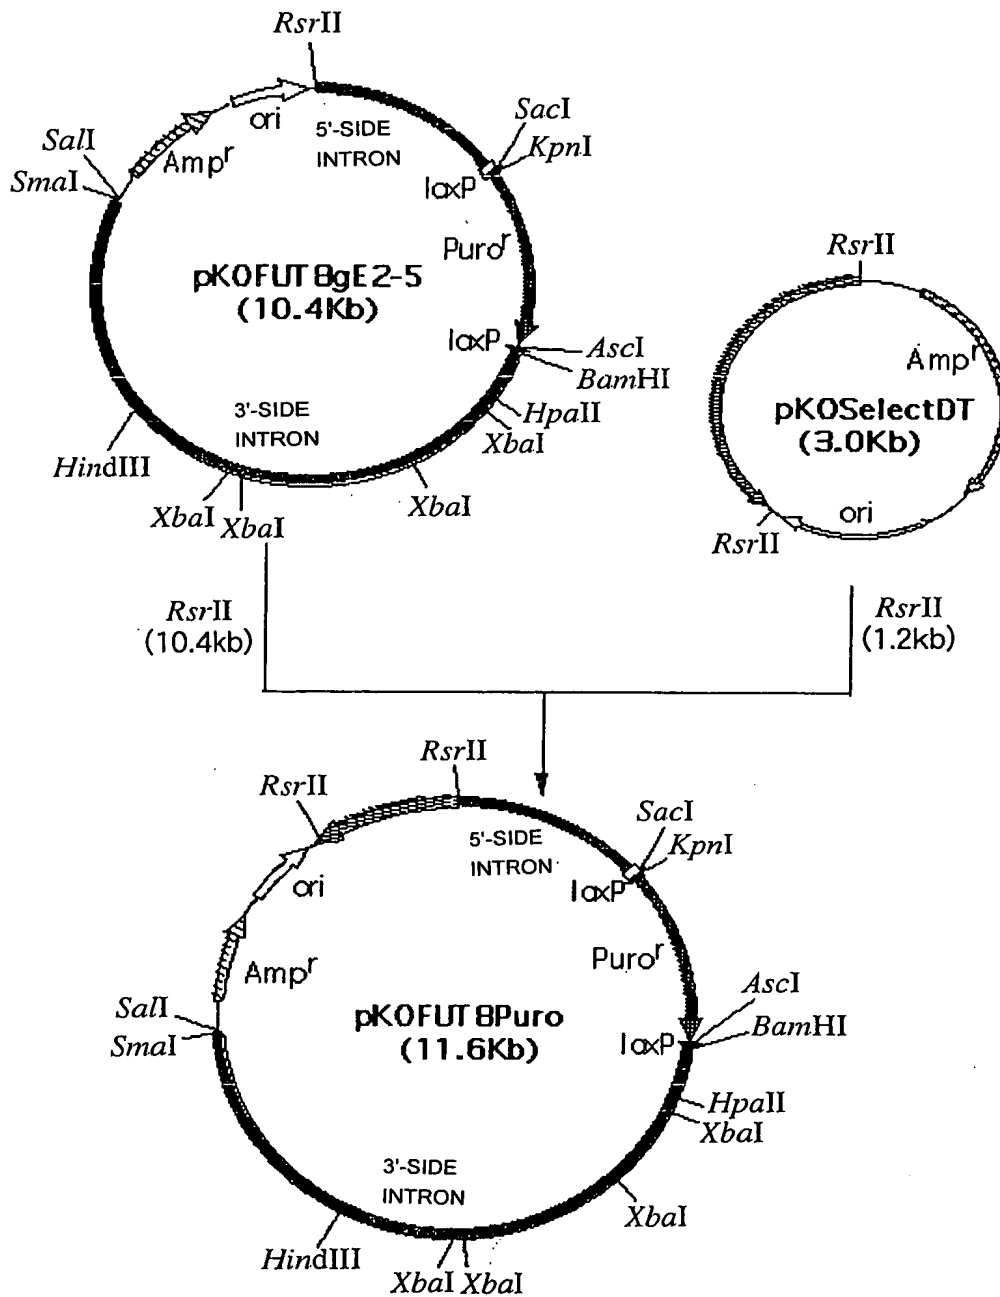 RsrII
SacI
KpnI
ori
5'-SIDE
INTRON
SalI
SmaI
Ampr
loxP
Puror
pKOFUT8gE2-5
(10.4Kb)
loxP
AscI
BamHI
HpaII
XbaI
3'-SIDE
INTRON
HindIII
XbaI
XbaI
XbaI
RsrII
Ampr
pKOSelectDT
(3.0Kb)
ori
RsrII
RsrII
(10.4kb)
RsrII
(1.2kb)
RsrII
RsrII
SacI
KpnI
5'-SIDE
INTRON
ori
loxP
Ampr
Puror
SalI
SmaI
pKOFUT8Puro
(11.6Kb)
loxP
AscI
BamHI
HpaII
XbaI
3'-SIDE
INTRON
XbaI
HindIII
XbaI
XbaI